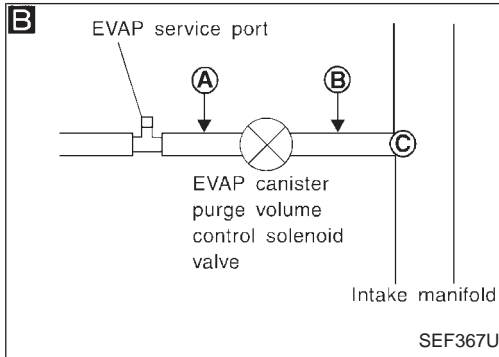 B
EVAP service port
A
B
C
EVAP canister
purge volume
control solenoid
valve
Intake manifold
SEF367U